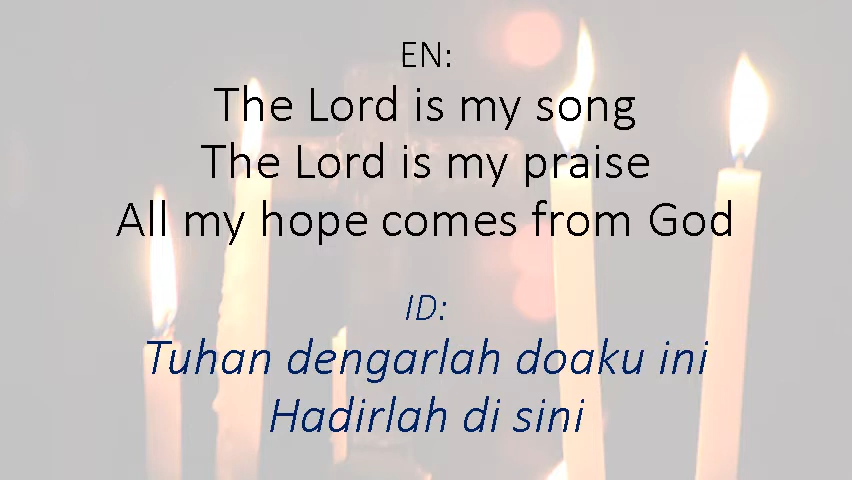 EN:
The Lord is my song
The Lord is my praise
All my hope comes from God
ID:
Tuhan dengarlah doaku ini
Hadirlah di sini